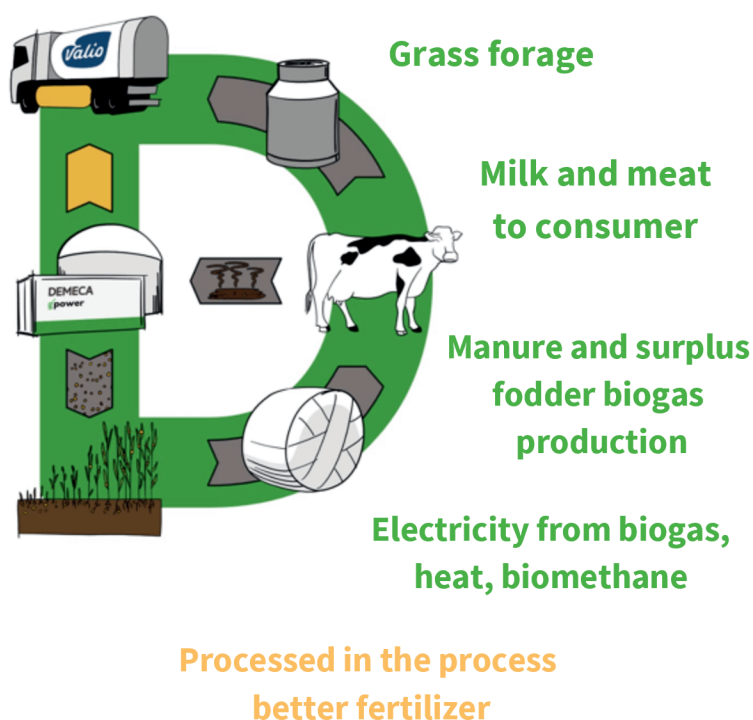 Valio
Grass forage
Milk and meat
to consumer
DEMECA
power
Manure and surplus
fodder biogas
production
Electricity from biogas,
heat, biomethane
Processed in the process
better fertilizer